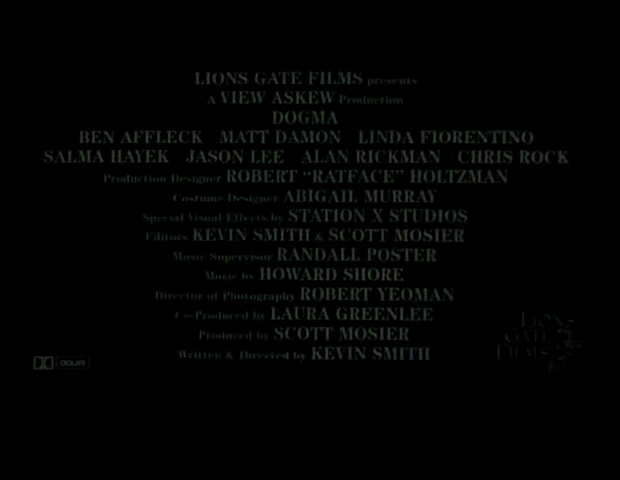 LIONS GATE FILMS presents
A VIEW ASKEW Production
DOGMA
BEN AFFLECK MATT DAMON LINDA FIORENTINO
SALMA HAYEK JASON LEE ALAN RICKMAN CHRIS ROCK
Production Designer ROBERT "RATFACE" HOLTZMAN
Costume Designer ABIGAIL MURRAY
Special Visual Effects by STATION X STUDIOS
Editors KEVIN SMITH & SCOTT MOSIER
Music Supervisor RANDALL POSTER
Music by HOWARD SHORE
Director of Photography ROBERT YEOMAN
Co-Produced by LAURA GREENLEE
Produced by SCOTT MOSIER
Written & Directed by KEVIN SMITH
DOLBY